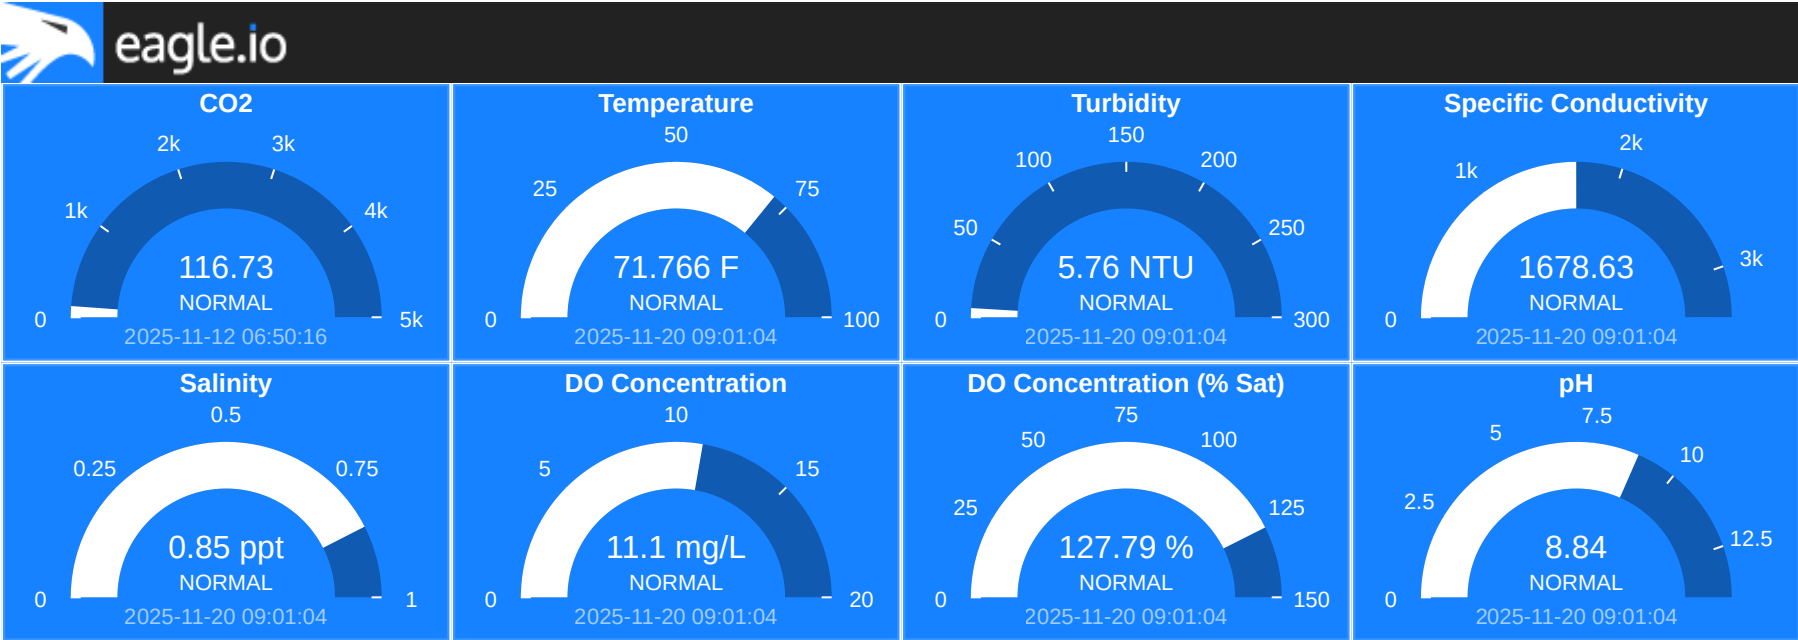 eagle.io
CO2
2k
3k
1k
4k
116.73
NORMAL
0
5k
2025-11-12 06:50:16
Temperature
50
25
75
71.766 F
NORMAL
0
100
2025-11-20 09:01:04
Turbidity
150
100
200
50
250
5.76 NTU
NORMAL
0
300
2025-11-20 09:01:04
Specific Conductivity
2k
1k
3k
1678.63
NORMAL
0
2025-11-20 09:01:04
Salinity
0.5
0.25
0.75
0.85 ppt
NORMAL
0
1
2025-11-20 09:01:04
DO Concentration
10
5
15
11.1 mg/L
NORMAL
0
20
2025-11-20 09:01:04
DO Concentration (% Sat)
75
50
100
25
125
127.79 %
NORMAL
0
150
2025-11-20 09:01:04
pH
7.5
5
10
2.5
12.5
8.84
NORMAL
0
2025-11-20 09:01:04